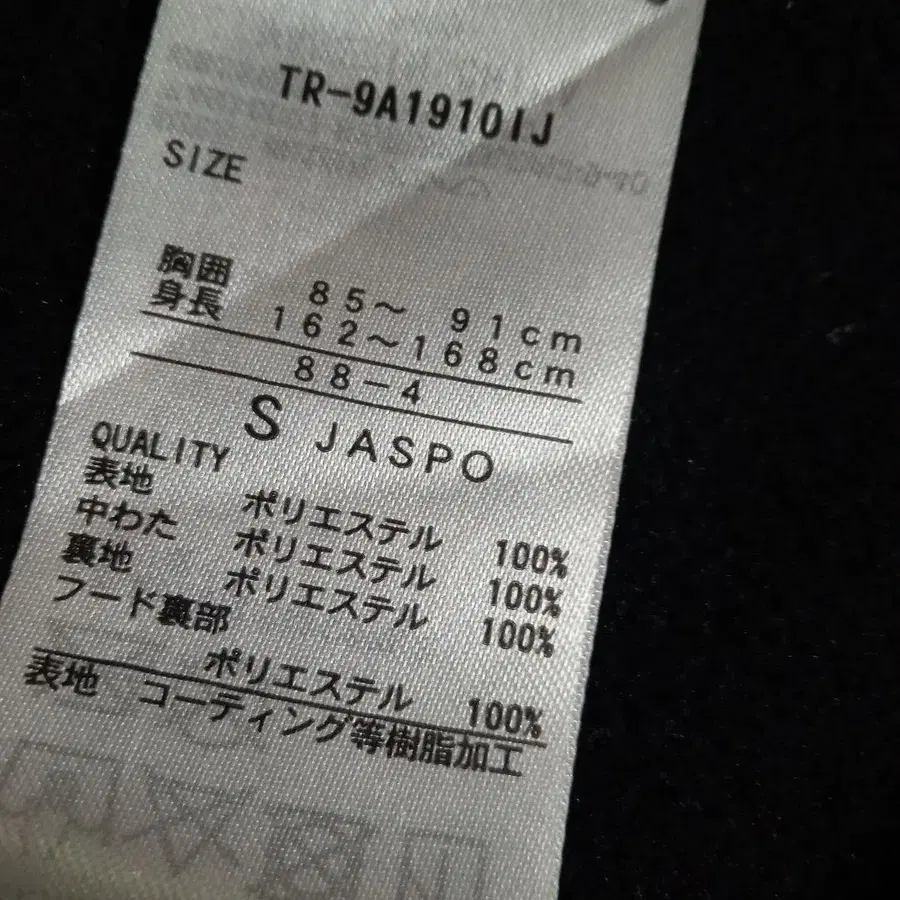 TR-9A1910IJ
SIZE
胸囲 85～ 91cm
身長 162～168cm
88-4
S JASPO
QUALITY
表地 ポリエステル 100%
中わた ポリエステル 100%
裏地 ポリエステル 100%
フード裏部
ポリエステル 100%
表地 コーティング等樹脂加工